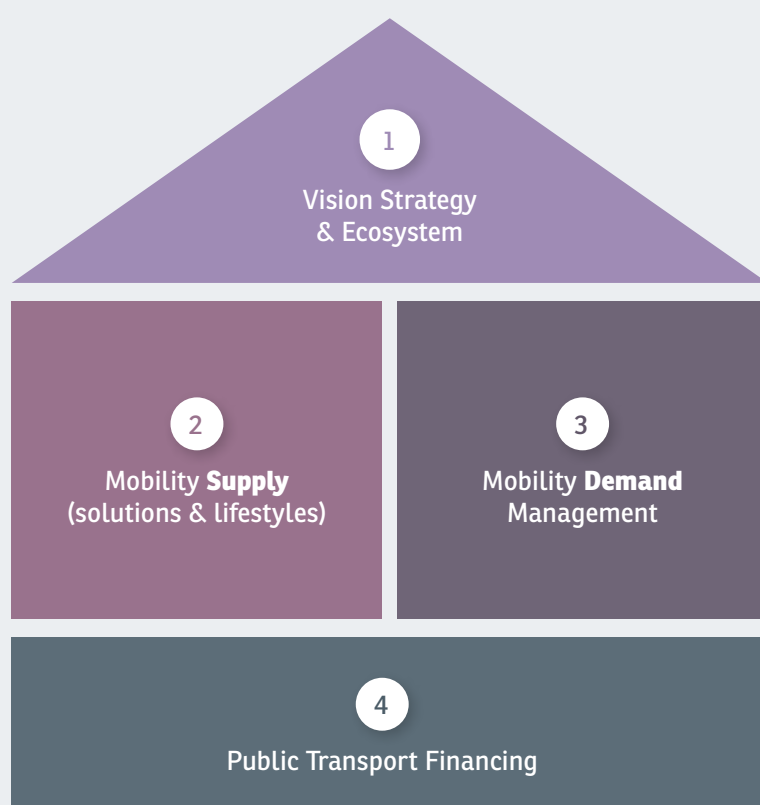 1
Vision Strategy
& Ecosystem
2
Mobility Supply
(solutions & lifestyles)
3
Mobility Demand
Management
4
Public Transport Financing